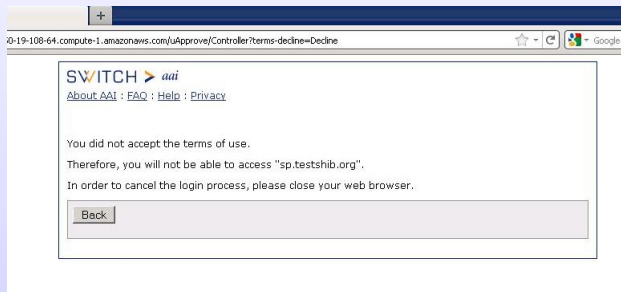 +
50-19-108-64.compute-1.amazonaws.com/uApprove/Controller?terms-decline=Decline
Google
SWITCH > aai
About AAI : FAQ : Help : Privacy
You did not accept the terms of use.
Therefore, you will not be able to access "sp.testshib.org".
In order to cancel the login process, please close your web browser.
Back